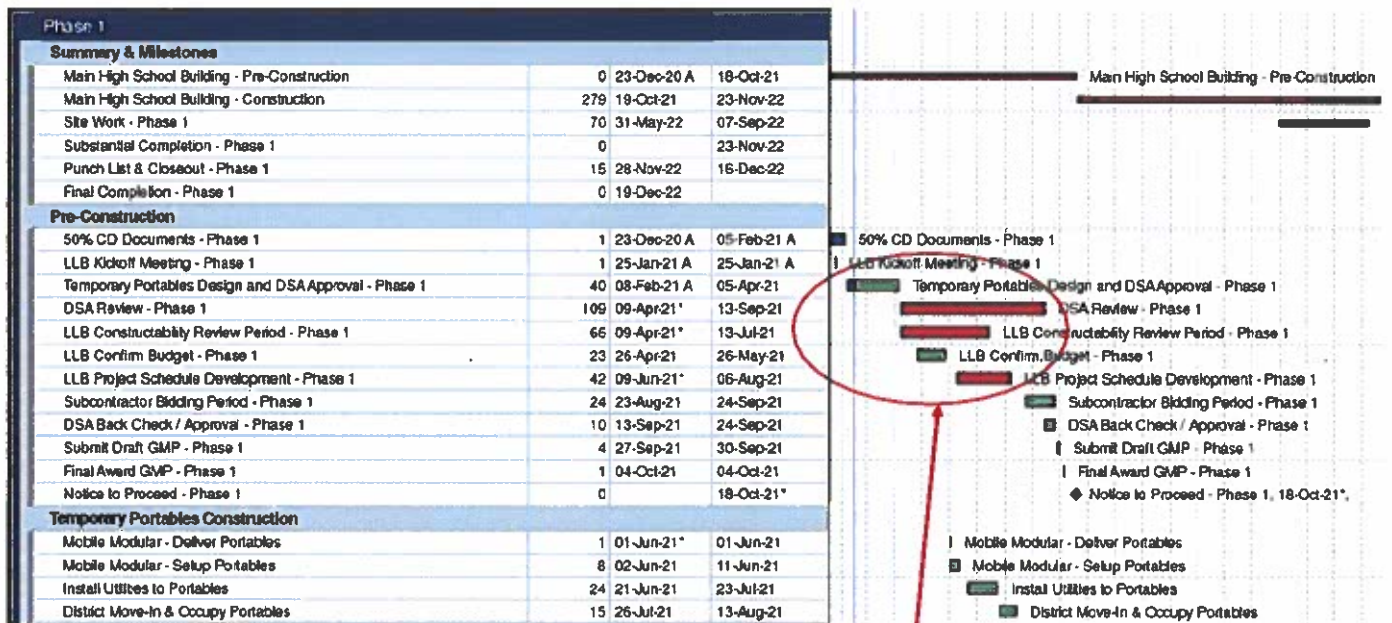 Phase 1
Summary & Milestones
Main High School Building - Pre-Construction 0 23-Dec-20 A 18-Oct-21 Main High School Building - Pre-Construction
Main High School Building - Construction 279 19-Oct-21 23-Nov-22
Site Work - Phase 1 70 31-May-22 07-Sep-22
Substantial Completion - Phase 1 0 23-Nov-22
Punch List & Closeout - Phase 1 15 28-Nov-22 16-Dec-22
Final Completion - Phase 1 0 19-Dec-22
Pre-Construction
50% CD Documents - Phase 1 1 23-Dec-20 A 05-Feb-21 A 50% CD Documents - Phase 1
LLB Kickoff Meeting - Phase 1 1 25-Jan-21 A 25-Jan-21 A LLB Kickoff Meeting - Phase 1
Temporary Portables Design and DSA Approval - Phase 1 40 08-Feb-21 A 05-Apr-21 Temporary Portables Design and DSA Approval - Phase 1
DSA Review - Phase 1 109 09-Apr-21* 13-Sep-21 DSA Review - Phase 1
LLB Constructability Review Period - Phase 1 66 09-Apr-21* 13-Jul-21 LLB Constructability Review Period - Phase 1
LLB Confirm Budget - Phase 1 23 26-Apr-21 26-May-21 LLB Confirm Budget - Phase 1
LLB Project Schedule Development - Phase 1 42 09-Jun-21* 06-Aug-21 LLB Project Schedule Development - Phase 1
Subcontractor Bidding Period - Phase 1 24 23-Aug-21 24-Sep-21 Subcontractor Bidding Period - Phase 1
DSA Back Check / Approval - Phase 1 10 13-Sep-21 24-Sep-21 DSA Back Check / Approval - Phase 1
Submit Draft GMP - Phase 1 4 27-Sep-21 30-Sep-21 Submit Draft GMP - Phase 1
Final Award GMP - Phase 1 1 04-Oct-21 04-Oct-21 Final Award GMP - Phase 1
Notice to Proceed - Phase 1 0 18-Oct-21* Notice to Proceed - Phase 1, 18-Oct-21*,
Temporary Portables Construction
Mobile Modular - Deliver Portables 1 01-Jun-21* 01-Jun-21 Mobile Modular - Deliver Portables
Mobile Modular - Setup Portables 8 02-Jun-21 11-Jun-21 Mobile Modular - Setup Portables
Install Utilities to Portables 24 21-Jun-21 23-Jul-21 Install Utilities to Portables
District Move-In & Occupy Portables 15 26-Jul-21 13-Aug-21 District Move-In & Occupy Portables